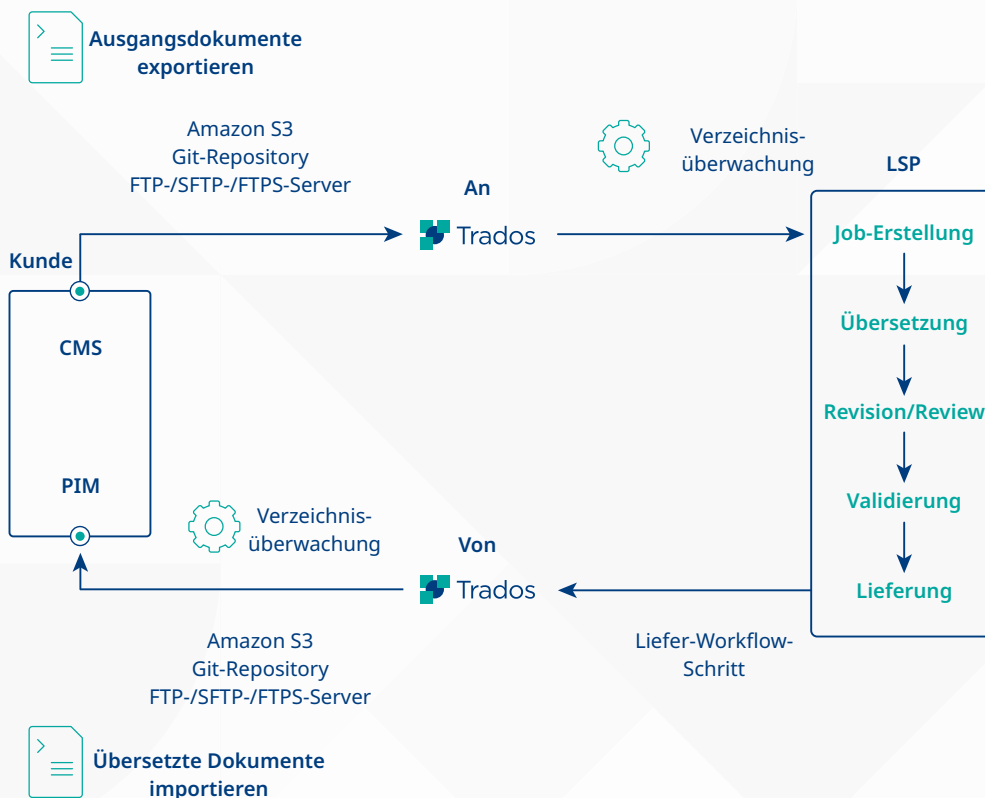 Ausgangsdokumente
exportieren
Amazon S3
Git-Repository
FTP-/SFTP-/FTPS-Server
An
Trados
Verzeichnis-
überwachung
LSP
Job-Erstellung
Übersetzung
Revision/Review
Validierung
Lieferung
Kunde
CMS
PIM
Verzeichnis-
überwachung
Von
Trados
Liefer-Workflow-
Schritt
Amazon S3
Git-Repository
FTP-/SFTP-/FTPS-Server
Übersetzte Dokumente
importieren